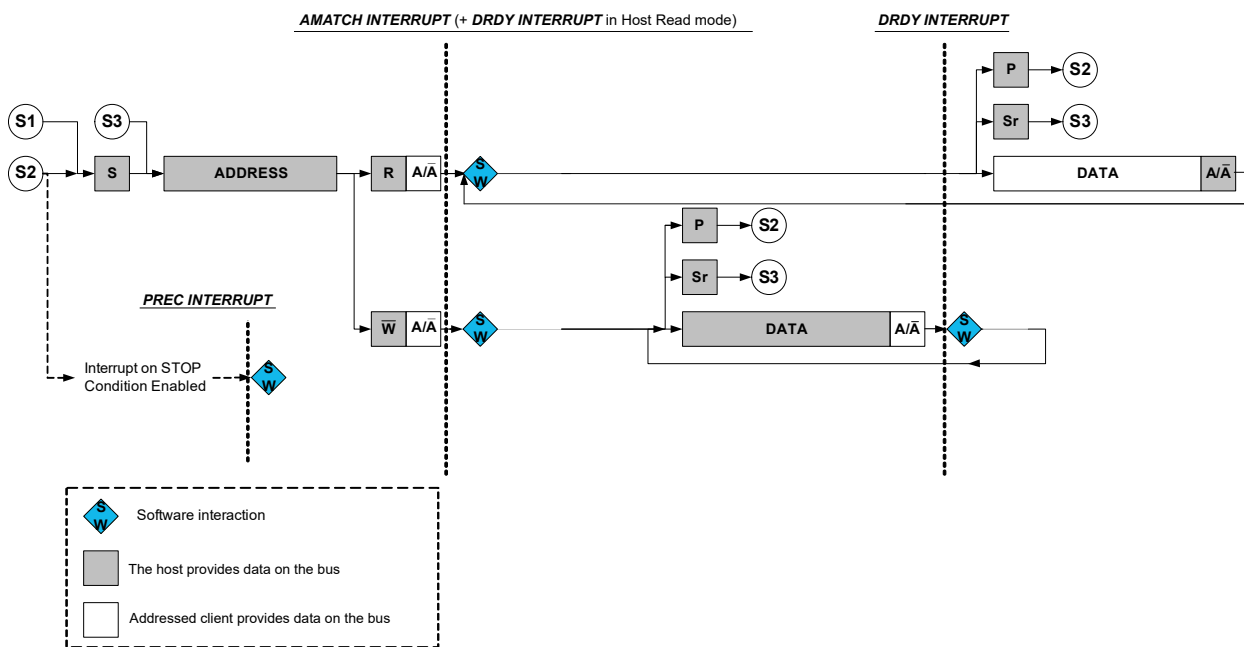 AMATCH INTERRUPT (+ DRDY INTERRUPT in Host Read mode)
DRDY INTERRUPT
P
S2
S1
S3
Sr
S3
S2
S
ADDRESS
R
A/A̅
S
W
DATA
A/A̅
P
S2
Sr
S3
PREC INTERRUPT
W̅
A/A̅
S
W
DATA
A/A̅
S
W
Interrupt on STOP
Condition Enabled
S
W
S
W
Software interaction
The host provides data on the bus
Addressed client provides data on the bus